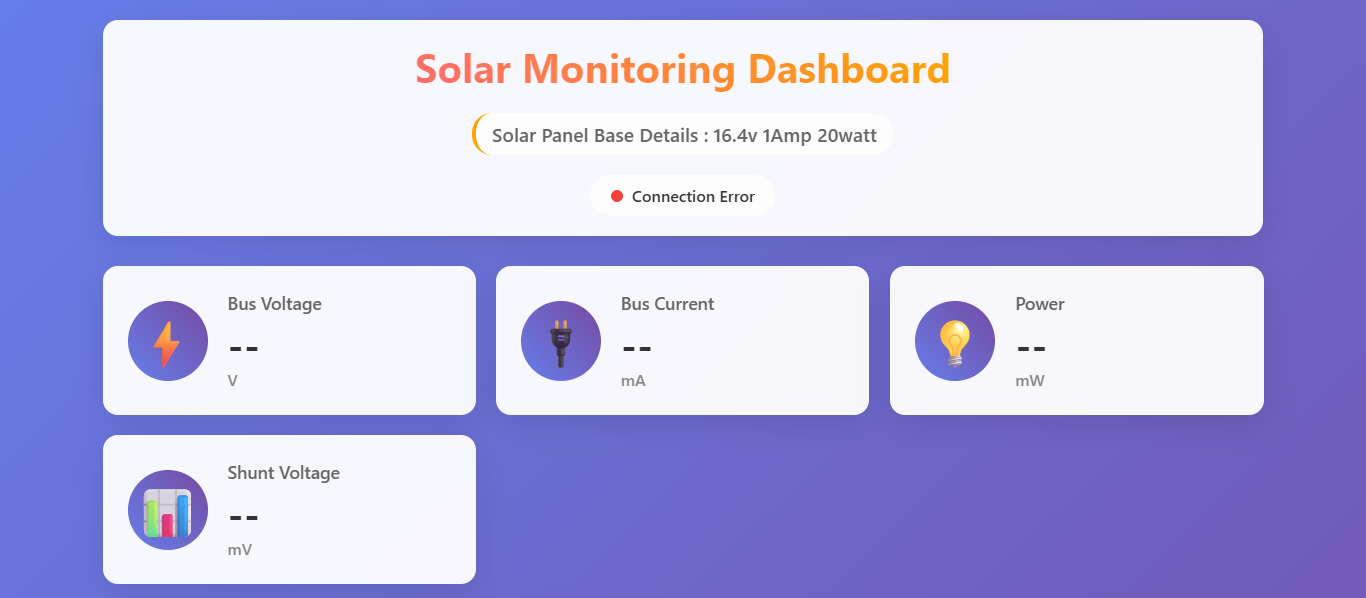 Solar Monitoring Dashboard
Solar Panel Base Details : 16.4v 1Amp 20watt
Connection Error
Bus Voltage
--
V
Bus Current
--
mA
Power
--
mW
Shunt Voltage
--
mV